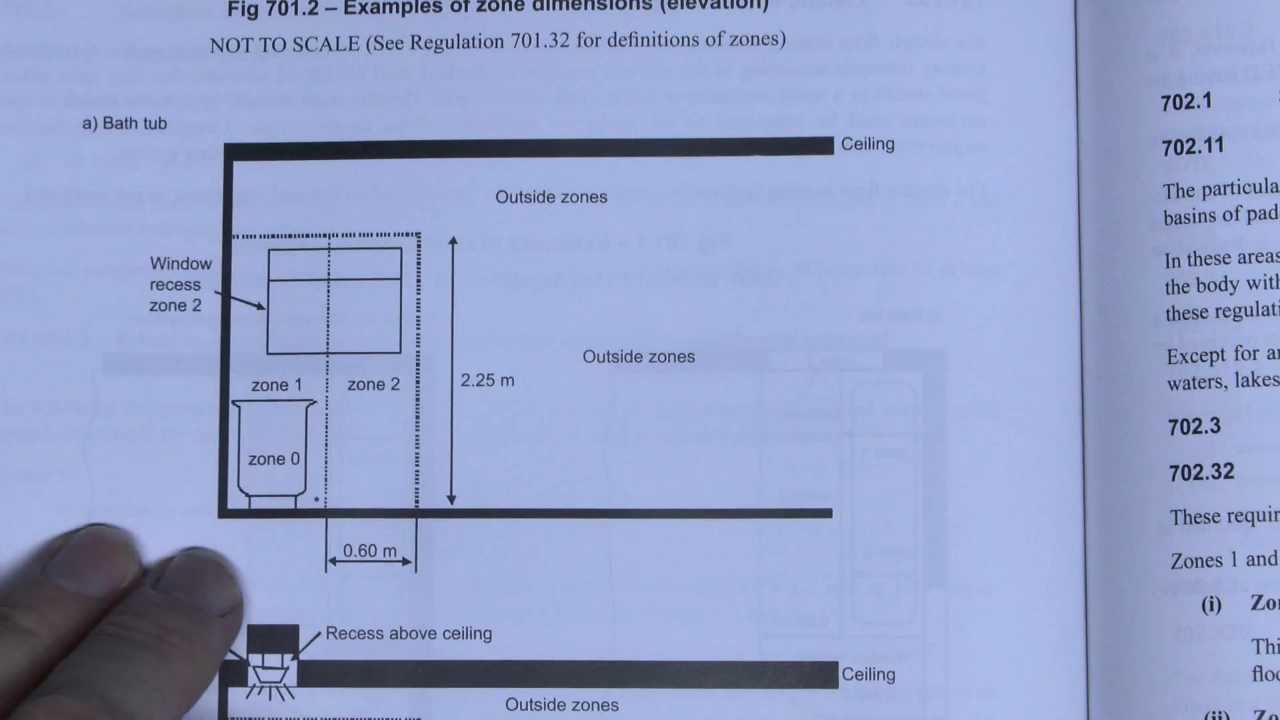 Fig 701.2 – Examples of zone dimensions (elevation)
NOT TO SCALE (See Regulation 701.32 for definitions of zones)
a) Bath tub
Ceiling
Outside zones
Window
recess
zone 2
Outside zones
2.25 m
zone 1
zone 2
zone 0
*
0.60 m
Recess above ceiling
Ceiling
Outside zones
702.1
702.11
The particula
basins of pad
In these areas
the body with
these regulati
Except for ar
waters, lakes
702.3
702.32
These requir
Zones 1 and
(i) Zo
Thi
floo
(ii) Zo